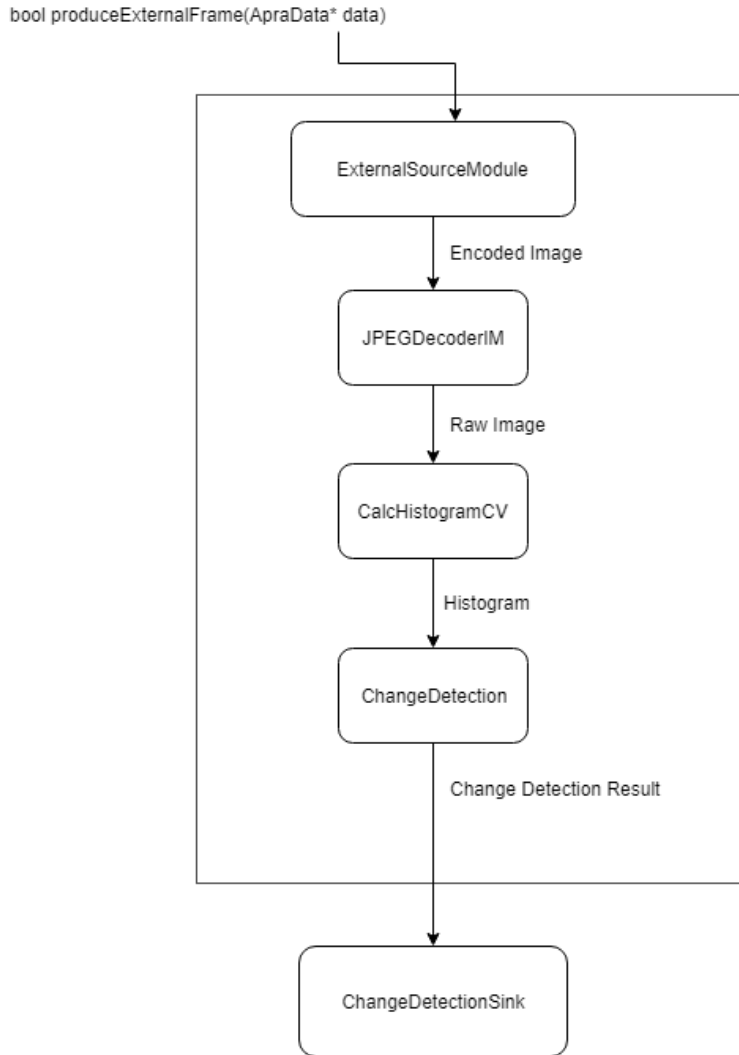 bool produceExternalFrame(ApraData* data)
ExternalSourceModule
Encoded Image
JPEGDecoderIM
Raw Image
CalcHistogramCV
Histogram
ChangeDetection
Change Detection Result
ChangeDetectionSink